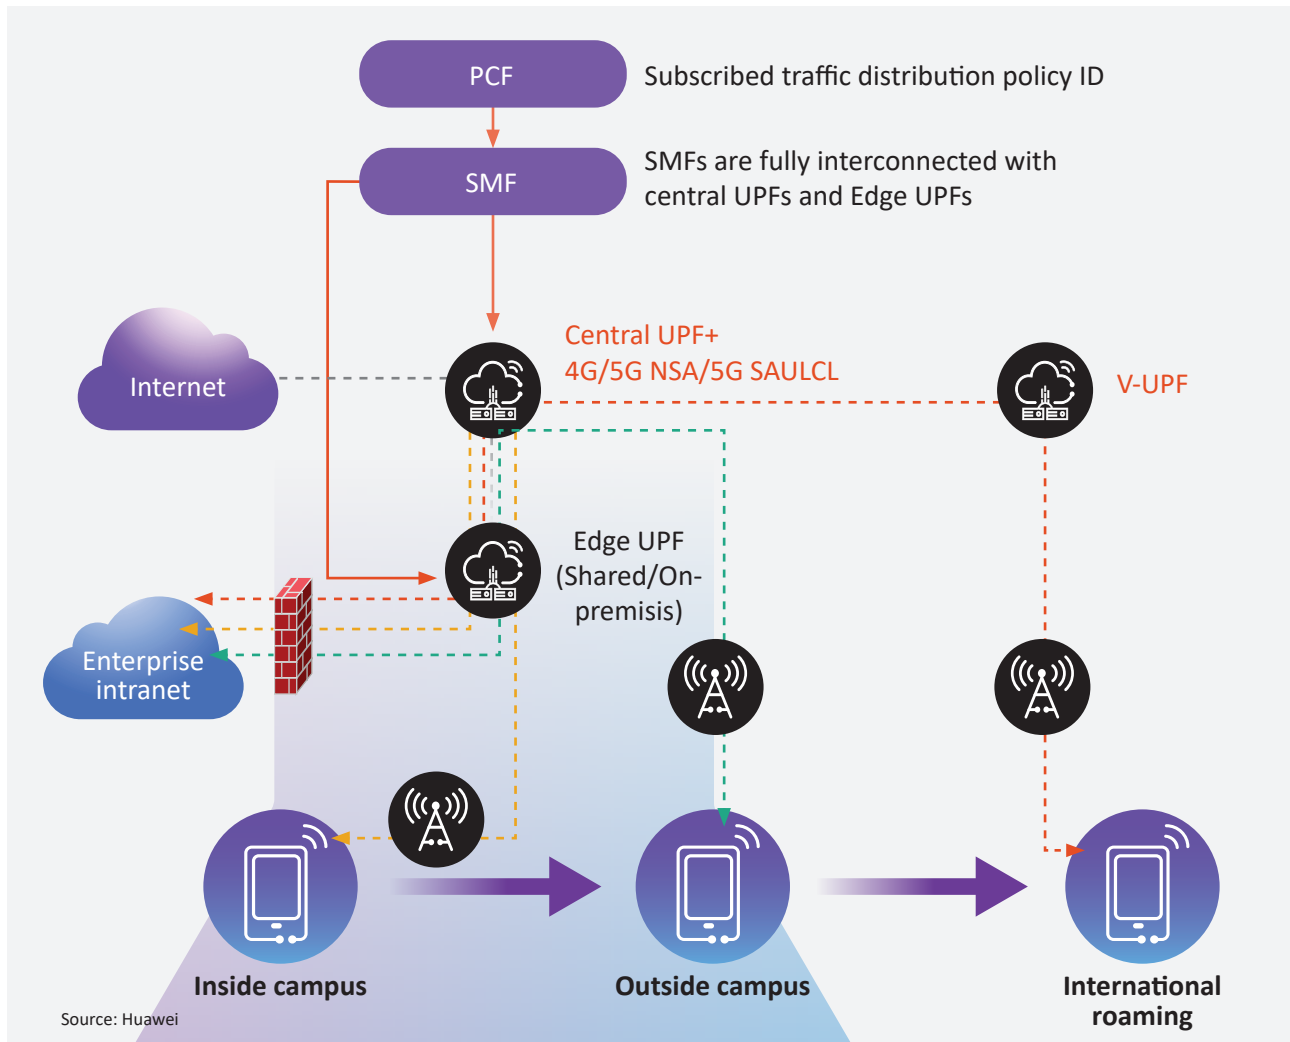 PCF
Subscribed traffic distribution policy ID
SMF
SMFs are fully interconnected with
central UPFs and Edge UPFs
Internet
Central UPF+
4G/5G NSA/5G SAULCL
V-UPF
Edge UPF
(Shared/On-
premisis)
Enterprise
intranet
Inside campus
Outside campus
International
roaming
Source: Huawei